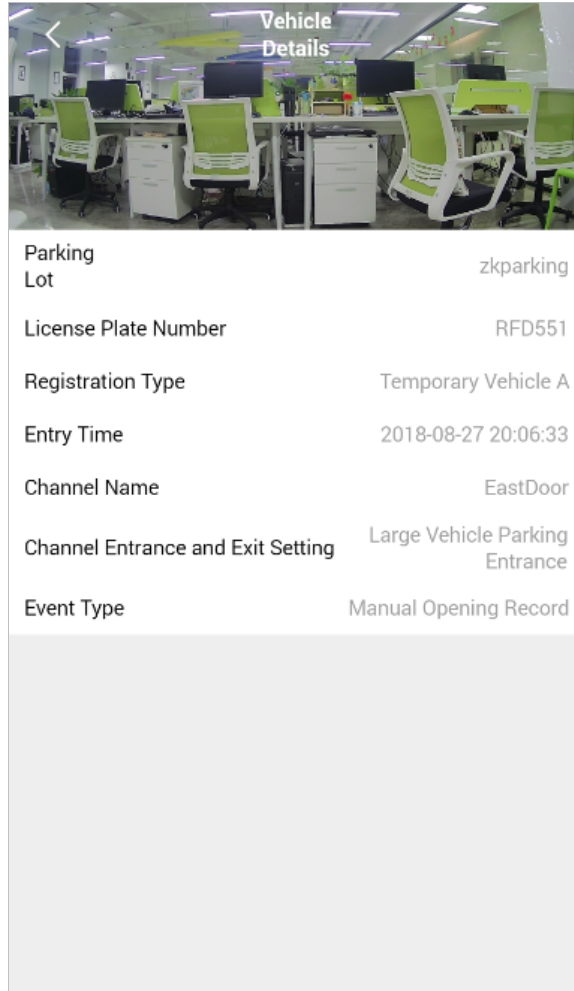 Vehicle
Details
Parking
Lot
zkparking
License Plate Number
RFD551
Registration Type
Temporary Vehicle A
Entry Time
2018-08-27 20:06:33
Channel Name
EastDoor
Channel Entrance and Exit Setting
Large Vehicle Parking
Entrance
Event Type
Manual Opening Record